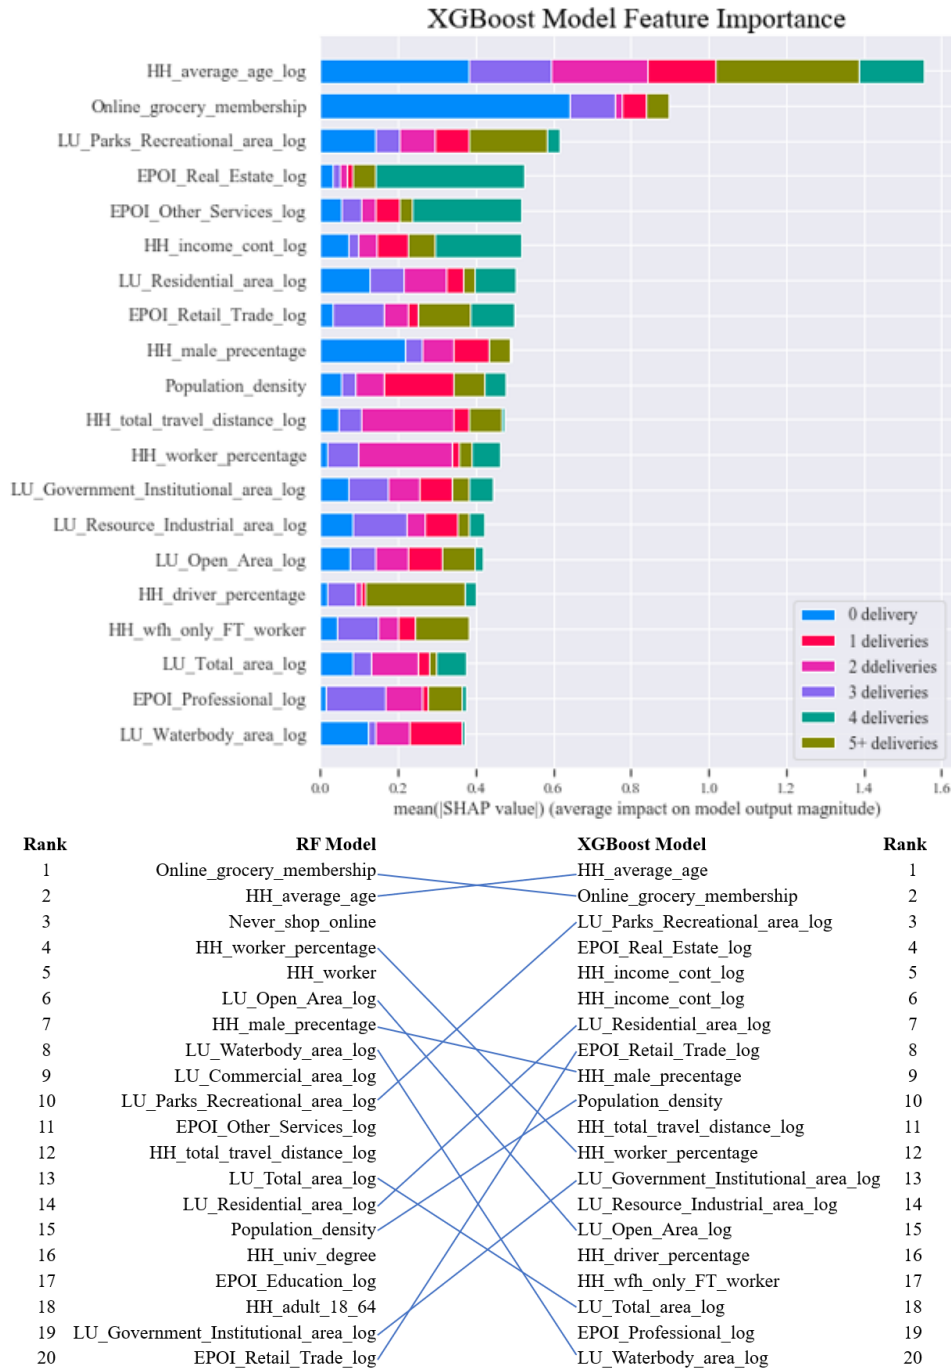 XGBoost Model Feature Importance
HH_average_age_log
Online_grocery_membership
LU_Parks_Recreational_area_log
EPOI_Real_Estate_log
EPOI_Other_Services_log
HH_income_cont_log
LU_Residential_area_log
EPOI_Retail_Trade_log
HH_male_precentage
Population_density
HH_total_travel_distance_log
HH_worker_percentage
LU_Government_Institutional_area_log
LU_Resource_Industrial_area_log
LU_Open_Area_log
HH_driver_percentage
HH_wfh_only_FT_worker
LU_Total_area_log
EPOI_Professional_log
LU_Waterbody_area_log
0 delivery
1 deliveries
2 ddeliveries
3 deliveries
4 deliveries
5+ deliveries
0.0 0.2 0.4 0.6 0.8 1.0 1.2 1.4 1.6
mean(|SHAP value|) (average impact on model output magnitude)
Rank RF Model XGBoost Model Rank
1 Online_grocery_membership HH_average_age 1
2 HH_average_age Online_grocery_membership 2
3 Never_shop_online LU_Parks_Recreational_area_log 3
4 HH_worker_percentage EPOI_Real_Estate_log 4
5 HH_worker HH_income_cont_log 5
6 LU_Open_Area_log HH_income_cont_log 6
7 HH_male_precentage LU_Residential_area_log 7
8 LU_Waterbody_area_log EPOI_Retail_Trade_log 8
9 LU_Commercial_area_log HH_male_precentage 9
10 LU_Parks_Recreational_area_log Population_density 10
11 EPOI_Other_Services_log HH_total_travel_distance_log 11
12 HH_total_travel_distance_log HH_worker_percentage 12
13 LU_Total_area_log LU_Government_Institutional_area_log 13
14 LU_Residential_area_log LU_Resource_Industrial_area_log 14
15 Population_density LU_Open_Area_log 15
16 HH_univ_degree HH_driver_percentage 16
17 EPOI_Education_log HH_wfh_only_FT_worker 17
18 HH_adult_18_64 LU_Total_area_log 18
19 LU_Government_Institutional_area_log EPOI_Professional_log 19
20 EPOI_Retail_Trade_log LU_Waterbody_area_log 20